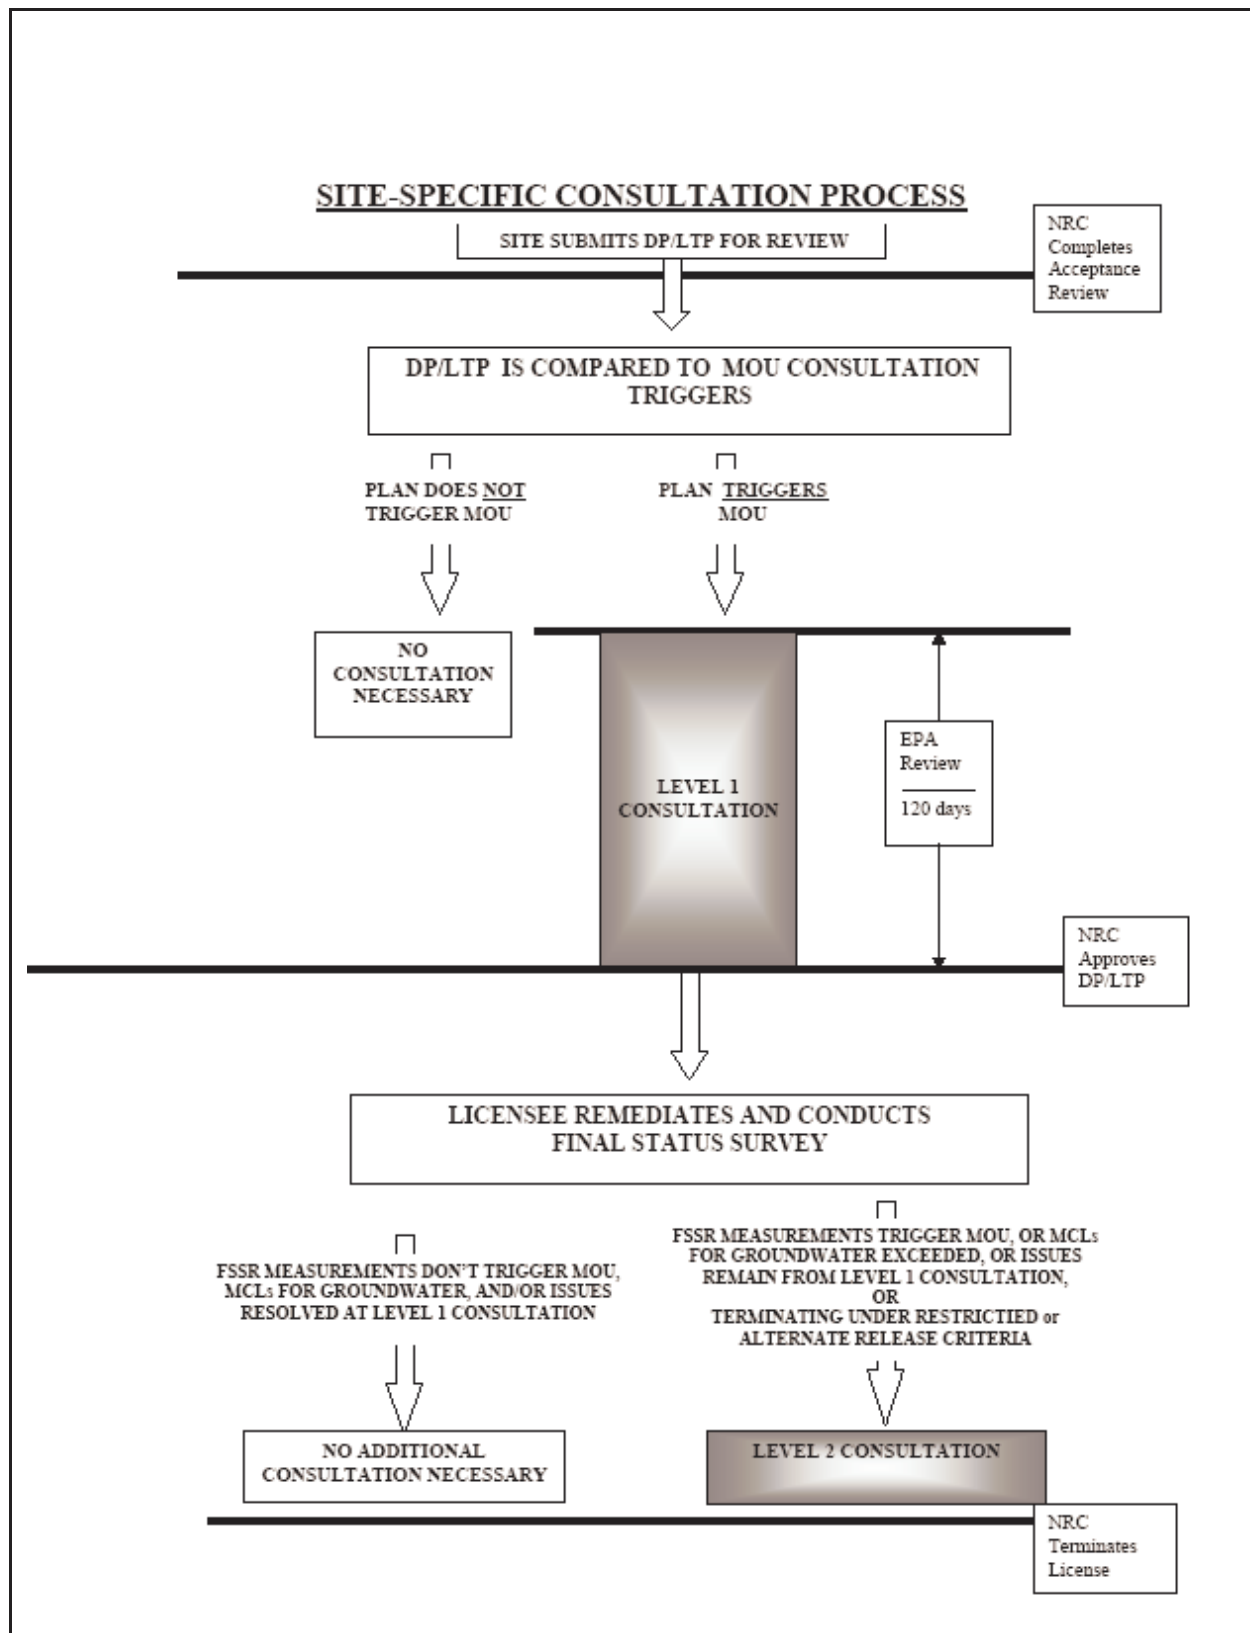 SITE-SPECIFIC CONSULTATION PROCESS
SITE SUBMITS DP/LTP FOR REVIEW
NRC
Completes
Acceptance
Review
DP/LTP IS COMPARED TO MOU CONSULTATION
TRIGGERS
PLAN DOES NOT
TRIGGER MOU
PLAN TRIGGERS
MOU
NO
CONSULTATION
NECESSARY
LEVEL 1
CONSULTATION
EPA
Review
120 days
NRC
Approves
DP/LTP
LICENSEE REMEDIATES AND CONDUCTS
FINAL STATUS SURVEY
FSSR MEASUREMENTS DON'T TRIGGER MOU,
MCLs FOR GROUNDWATER, AND/OR ISSUES
RESOLVED AT LEVEL 1 CONSULTATION
FSSR MEASUREMENTS TRIGGER MOU, OR MCLs
FOR GROUNDWATER EXCEEDED, OR ISSUES
REMAIN FROM LEVEL 1 CONSULTATION,
OR
TERMINATING UNDER RESTRICTIED or
ALTERNATE RELEASE CRITERIA
NO ADDITIONAL
CONSULTATION NECESSARY
LEVEL 2 CONSULTATION
NRC
Terminates
License